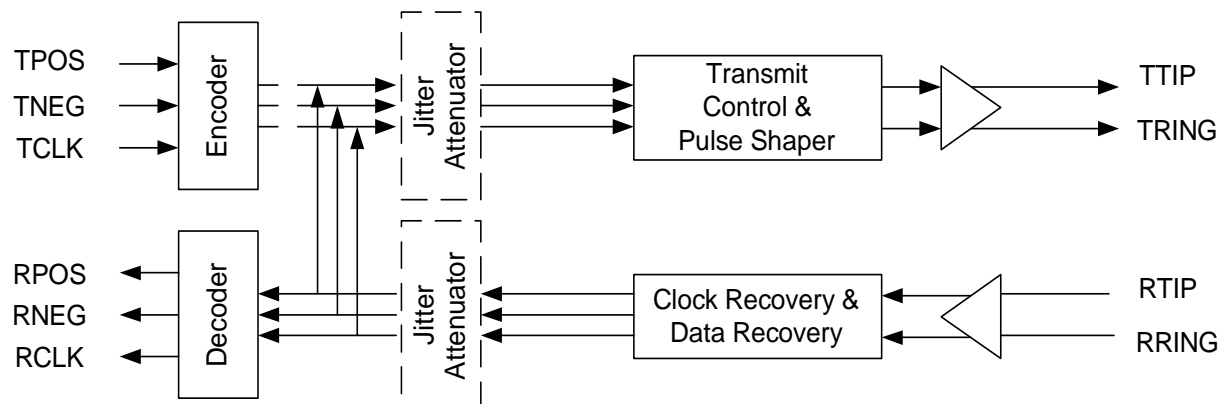 TPOS
TNEG
TCLK
Encoder
Jitter
Attenuator
Transmit
Control &
Pulse Shaper
TTIP
TRING
RPOS
RNEG
RCLK
Decoder
Jitter
Attenuator
Clock Recovery &
Data Recovery
RTIP
RRING